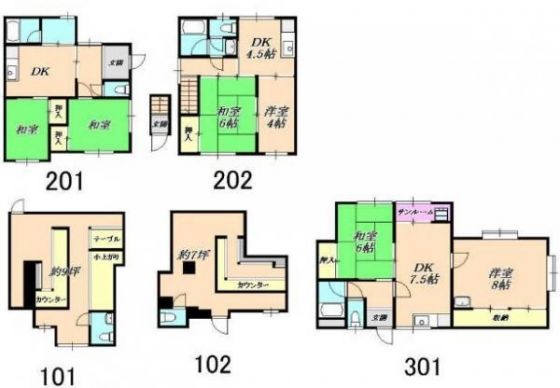 DK
玄関
和室
押入
押入
和室
201
玄関
DK
4.5帖
和室
6帖
洋室
4帖
押入
202
約9坪
テーブル
小上がり
カウンター
101
約7坪
カウンター
102
サンルーム
和室
6帖
押入
DK
7.5帖
洋室
8帖
玄関
収納
301